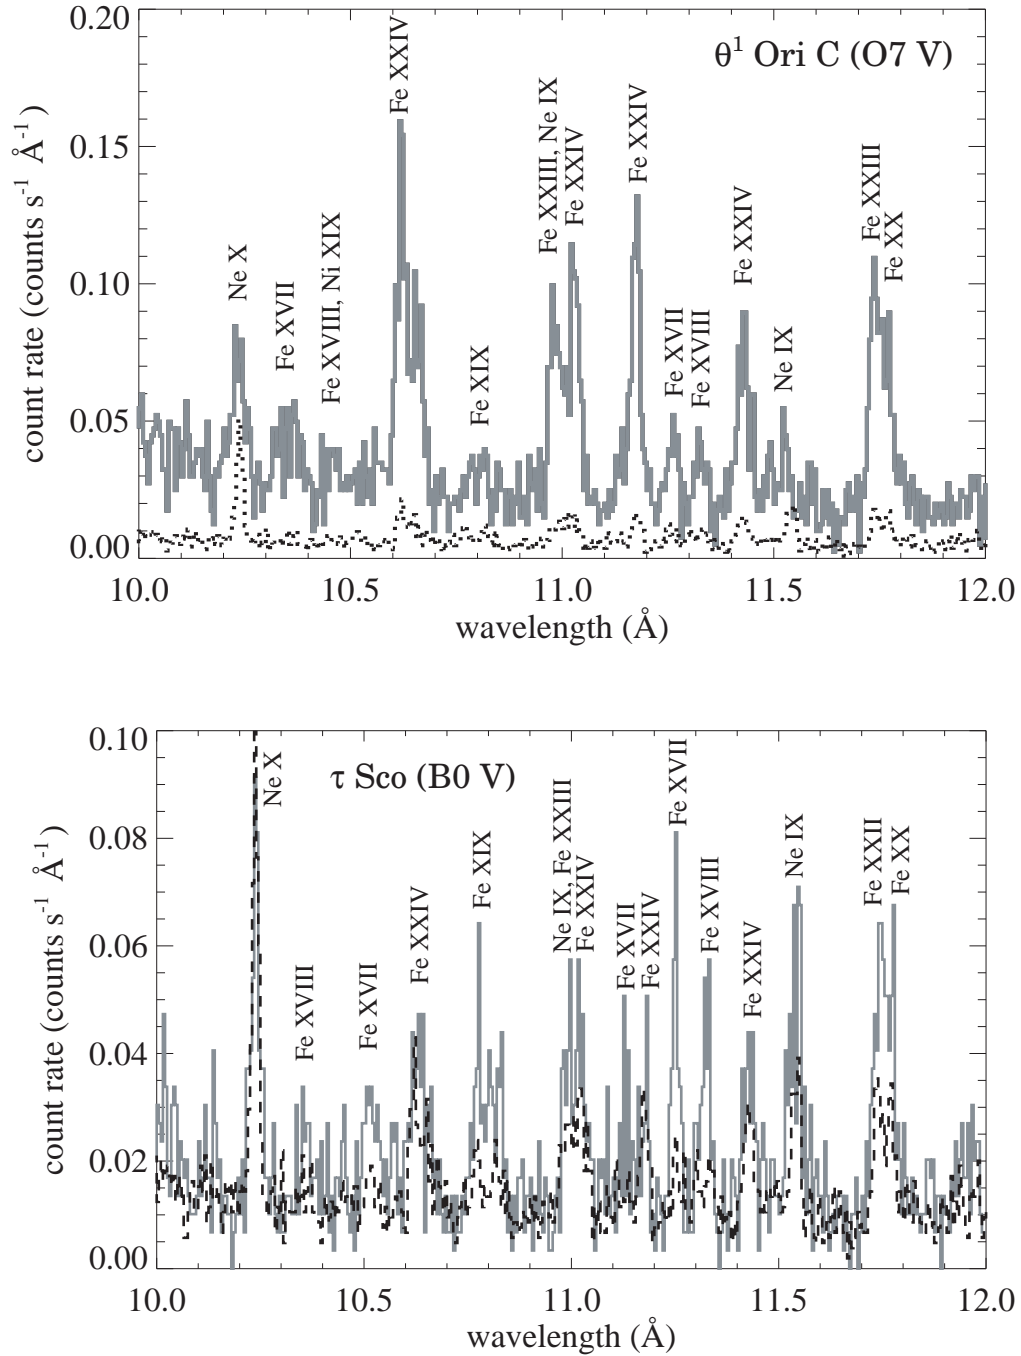 θ¹ Ori C (O7 V)
0.20
0.15
0.10
0.05
0.00
count rate (counts s⁻¹ Å⁻¹)
Ne X
Fe XVII
Fe XVIII, Ni XIX
Fe XXIV
Fe XIX
Fe XXIII, Ne IX
Fe XXIV
Fe XXIV
Fe XVII
Fe XVIII
Fe XXIV
Ne IX
Fe XXIII
Fe XX
10.0 10.5 11.0 11.5 12.0
wavelength (Å)
τ Sco (B0 V)
0.10
0.08
0.06
0.04
0.02
0.00
count rate (counts s⁻¹ Å⁻¹)
Ne X
Fe XVIII
Fe XVII
Fe XXIV
Fe XIX
Ne IX, Fe XXIII
Fe XXIV
Fe XVII
Fe XXIV
Fe XVII
Fe XVIII
Fe XXIV
Ne IX
Fe XXII
Fe XX
10.0 10.5 11.0 11.5 12.0
wavelength (Å)